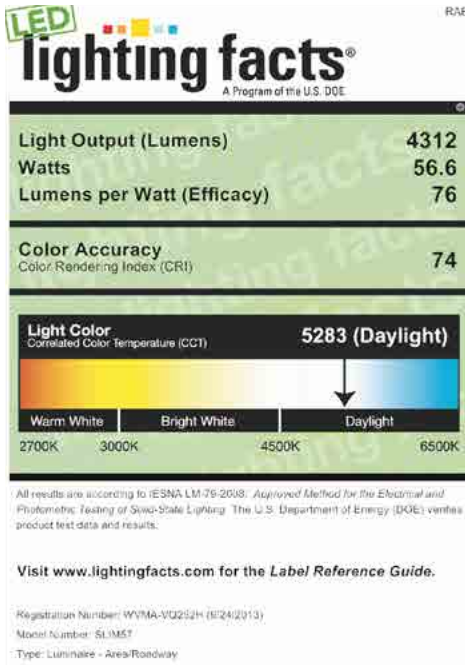 LED
RAB
lighting facts®
A Program of the U.S. DOE
Light Output (Lumens) 4312
Watts 56.6
Lumens per Watt (Efficacy) 76
Color Accuracy
Color Rendering Index (CRI) 74
Light Color
Correlated Color Temperature (CCT) 5283 (Daylight)
Warm White Bright White Daylight
2700K 3000K 4500K 6500K
All results are according to IESNA LM-79-2008: Approved Method for the Electrical and
Photometric Testing of Solid-State Lighting. The U.S. Department of Energy (DOE) verifies
product test data and results.
Visit www.lightingfacts.com for the Label Reference Guide.
Registration Number: WVMA-VQ252H (6/24/2013)
Model Number: SLIM57
Type: Luminaire - Area/Roadway